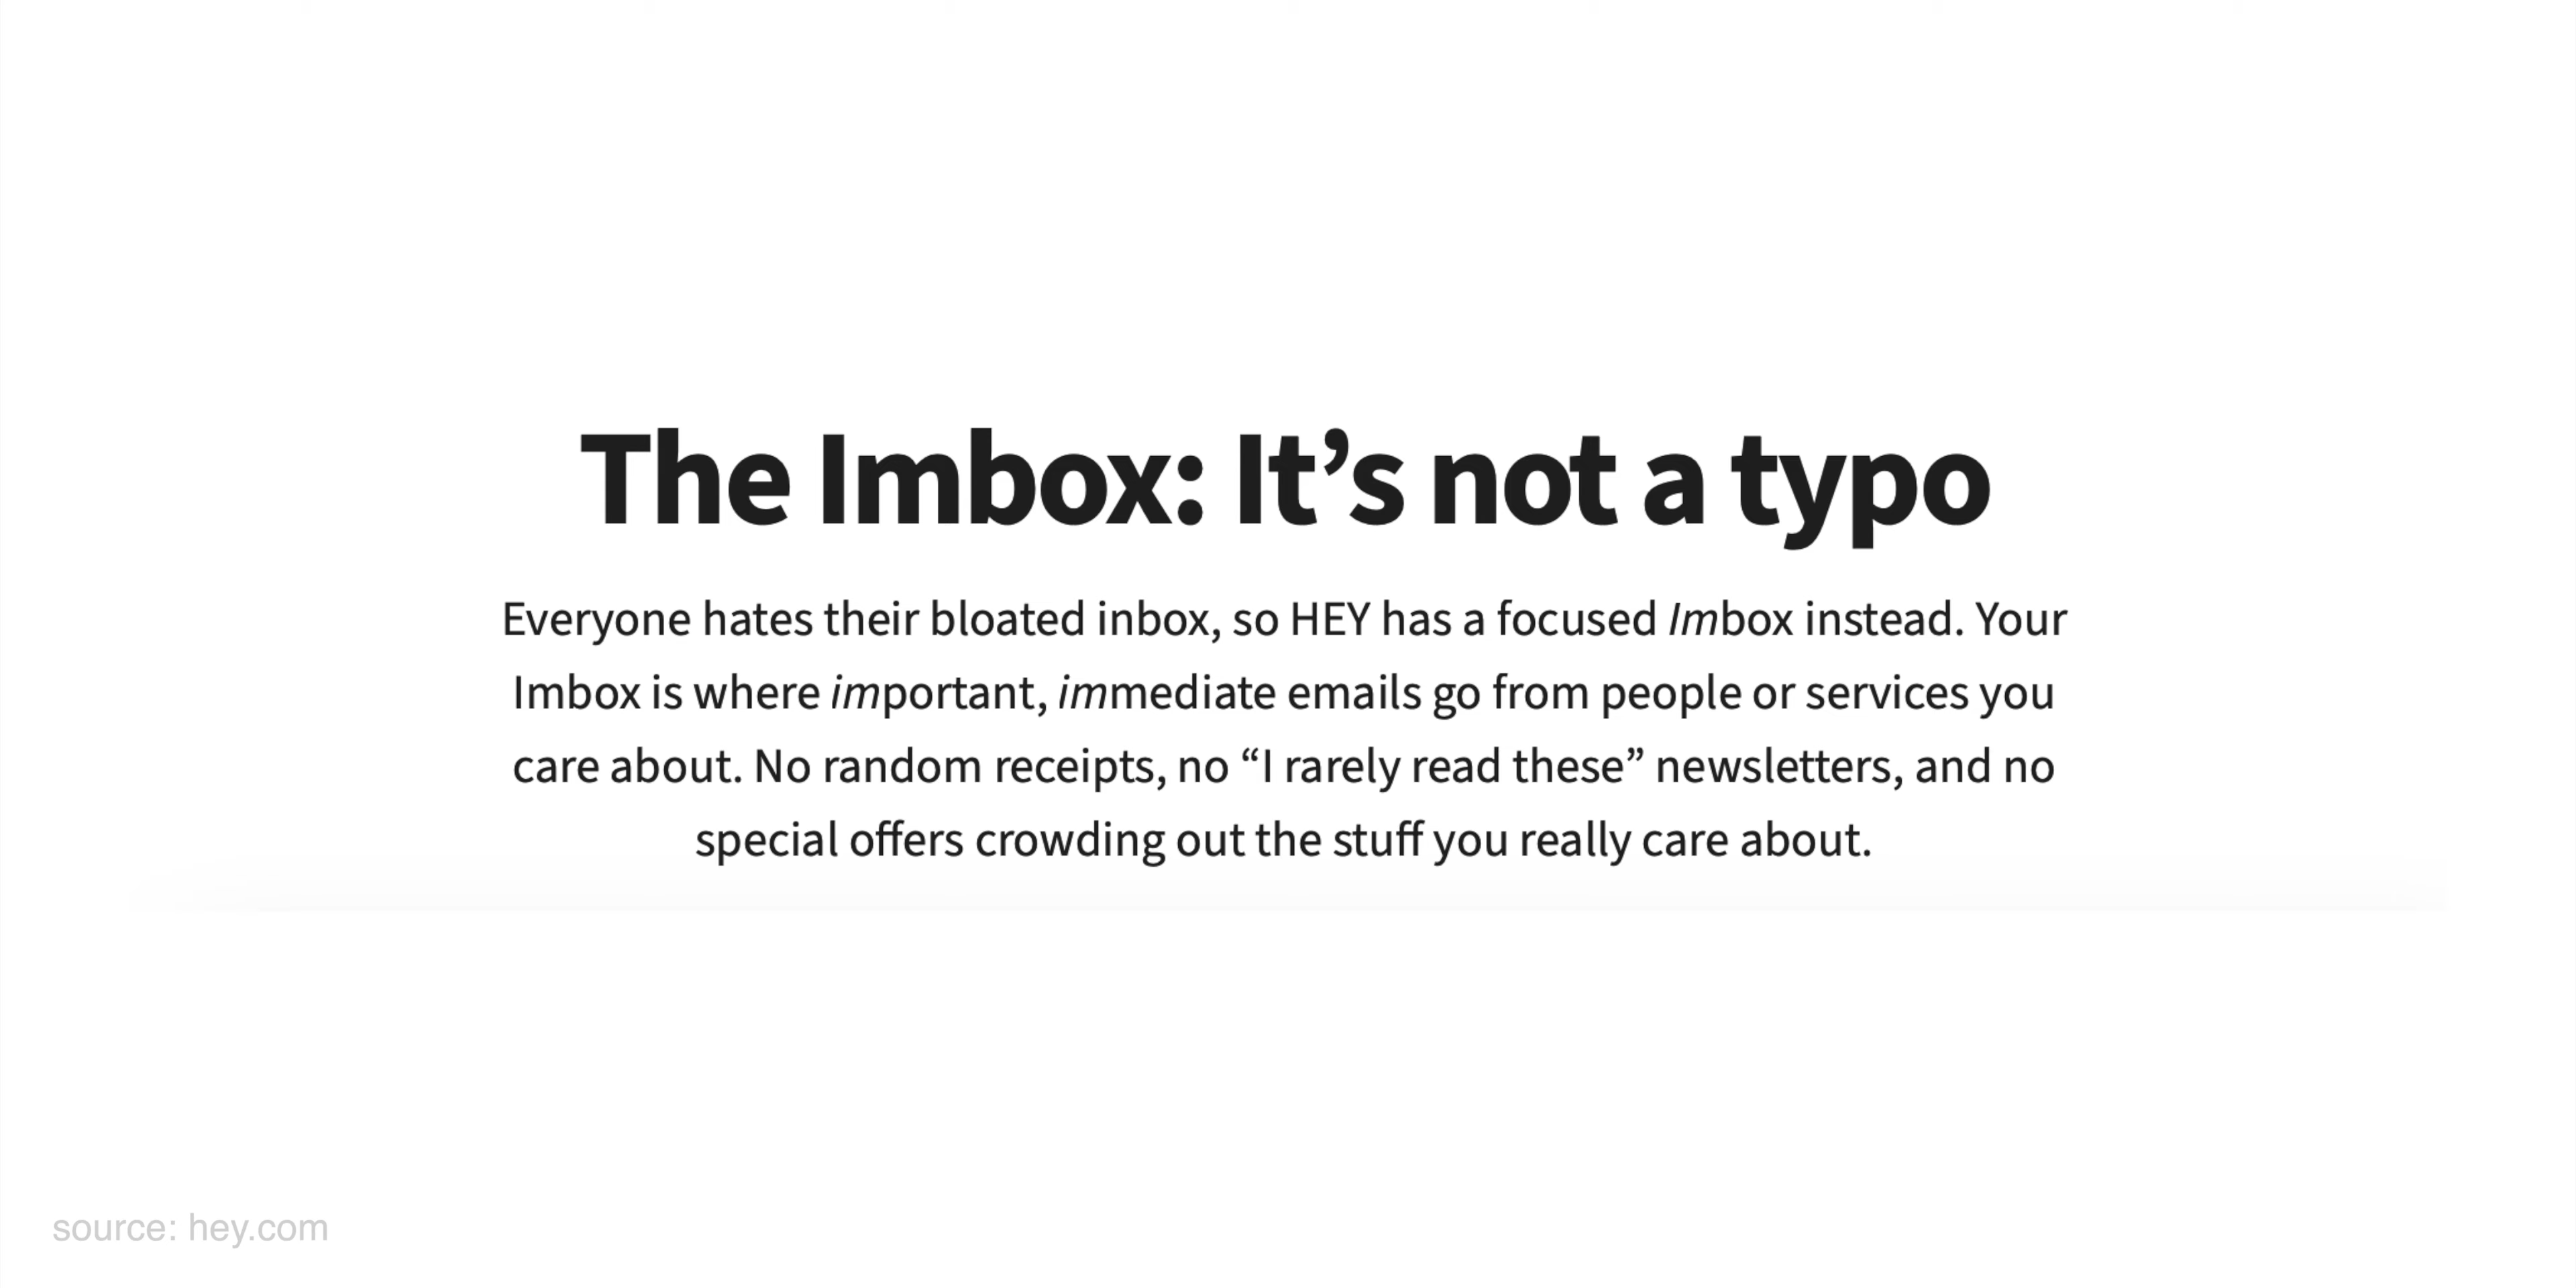 The Imbox: It’s not a typo
Everyone hates their bloated inbox, so HEY has a focused Imbox instead. Your
Imbox is where important, immediate emails go from people or services you
care about. No random receipts, no “I rarely read these” newsletters, and no
special offers crowding out the stuff you really care about.
source: hey.com